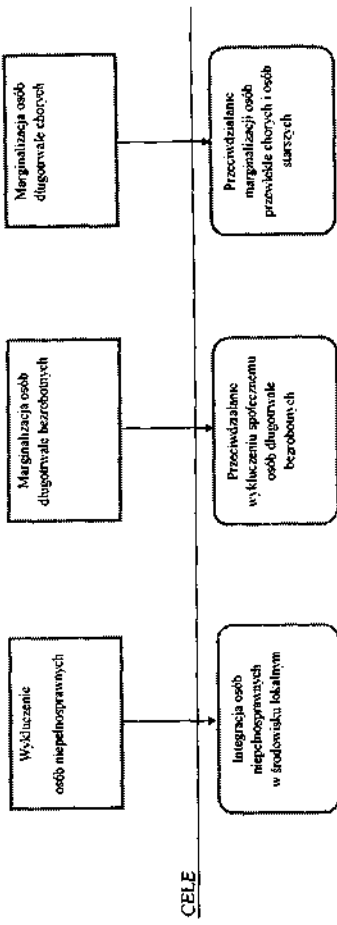 Wykluczenie
osób niepełnosprawnych
Marginalizacja osób
długotrwale bezrobotnych
Marginalizacja osób
długotrwale chorych
CELE
Integracja osób
niepełnosprawnych
w środowisku lokalnym
Przeciwdziałanie
wykluczeniu społecznemu
osób długotrwale
bezrobotnych
Przeciwdziałanie
marginalizacji osób
przewlekle chorych i osób
starszych